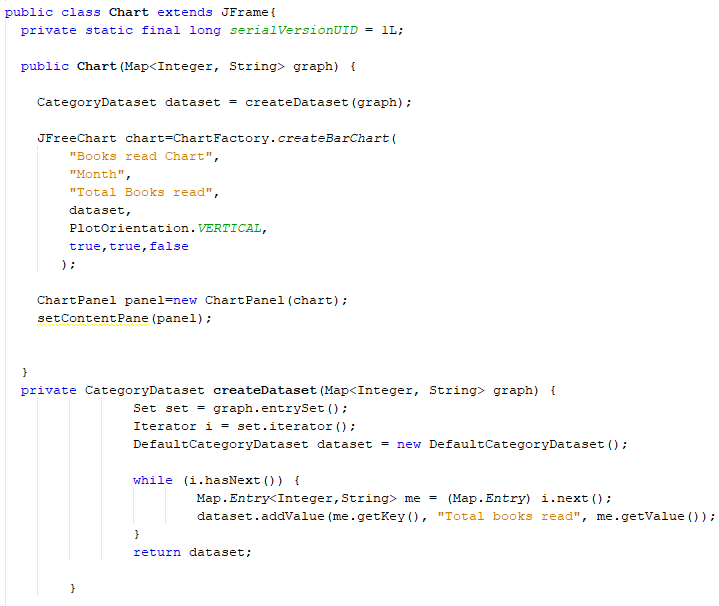 public class Chart extends JFrame{
private static final long serialVersionUID = 1L;
public Chart(Map<Integer, String> graph) {
CategoryDataset dataset = createDataset(graph);
JFreeChart chart=ChartFactory.createBarChart(
"Books read Chart",
"Month",
"Total Books read",
dataset,
PlotOrientation.VERTICAL,
true,true,false
);
ChartPanel panel=new ChartPanel(chart);
setContentPane(panel);
}
private CategoryDataset createDataset(Map<Integer, String> graph) {
Set set = graph.entrySet();
Iterator i = set.iterator();
DefaultCategoryDataset dataset = new DefaultCategoryDataset();
while (i.hasNext()) {
Map.Entry<Integer,String> me = (Map.Entry) i.next();
dataset.addValue(me.getKey(), "Total books read", me.getValue());
}
return dataset;
}